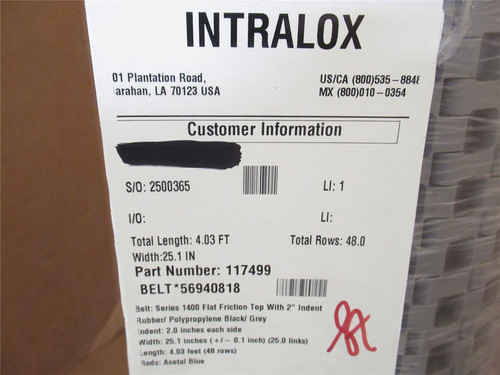 INTRALOX
01 Plantation Road,
arahan, LA 70123 USA
US/CA (800)535-884
MX (800)010-0354
Customer Information
S/O: 2500365
LI: 1
I/O:
LI:
Total Length: 4.03 FT
Total Rows: 48.0
Width:25.1 IN
Part Number: 117499
BELT*56940818
Belt: Series 1400 Flat Friction Top With 2" Indent
Rubber/ Polypropylene Black/ Grey
Indent: 2.0 inches each side
Width: 25.1 inches (+/- 0.1 inch) (25.0 links)
Length: 4.03 feet (48 rows)
Rods: Acetal Blue